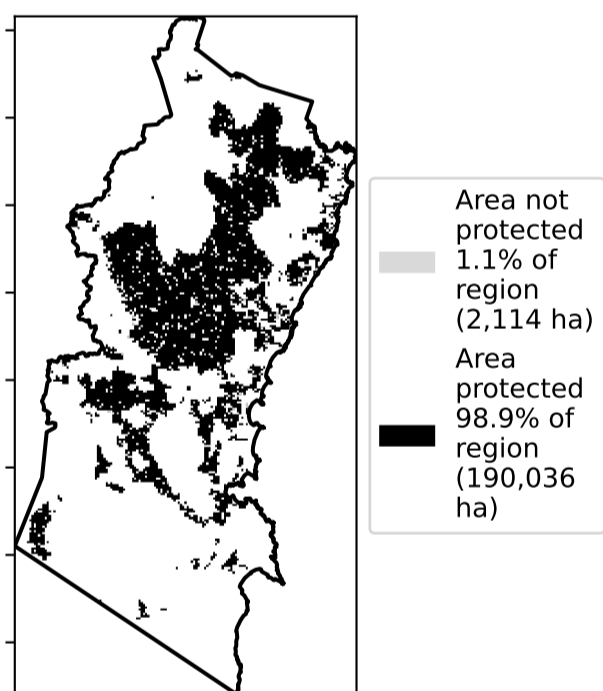 Area not
protected
1.1% of
region
(2,114 ha)
Area
protected
98.9% of
region
(190,036
ha)